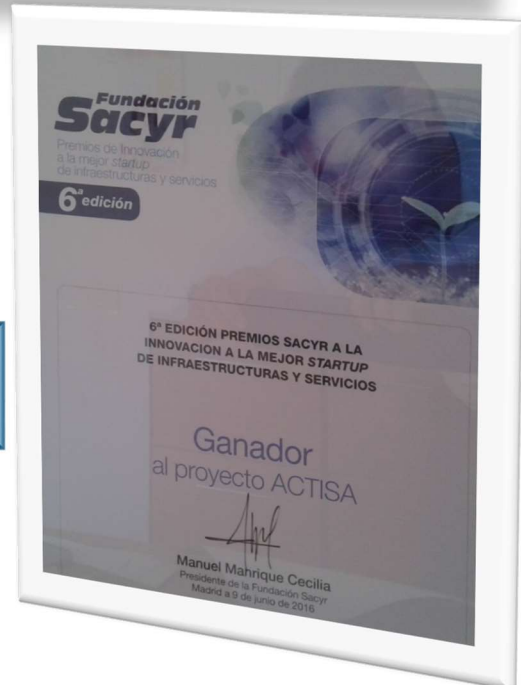 Fundación
Sacyr
Premios de Innovación
a la mejor startup
de infraestructuras y servicios
6ª edición
6ª EDICIÓN PREMIOS SACYR A LA
INNOVACION A LA MEJOR STARTUP
DE INFRAESTRUCTURAS Y SERVICIOS
Ganador
al proyecto ACTISA
Manuel Manrique Cecilia
Presidente de la Fundación Sacyr
Madrid a 9 de junio de 2016